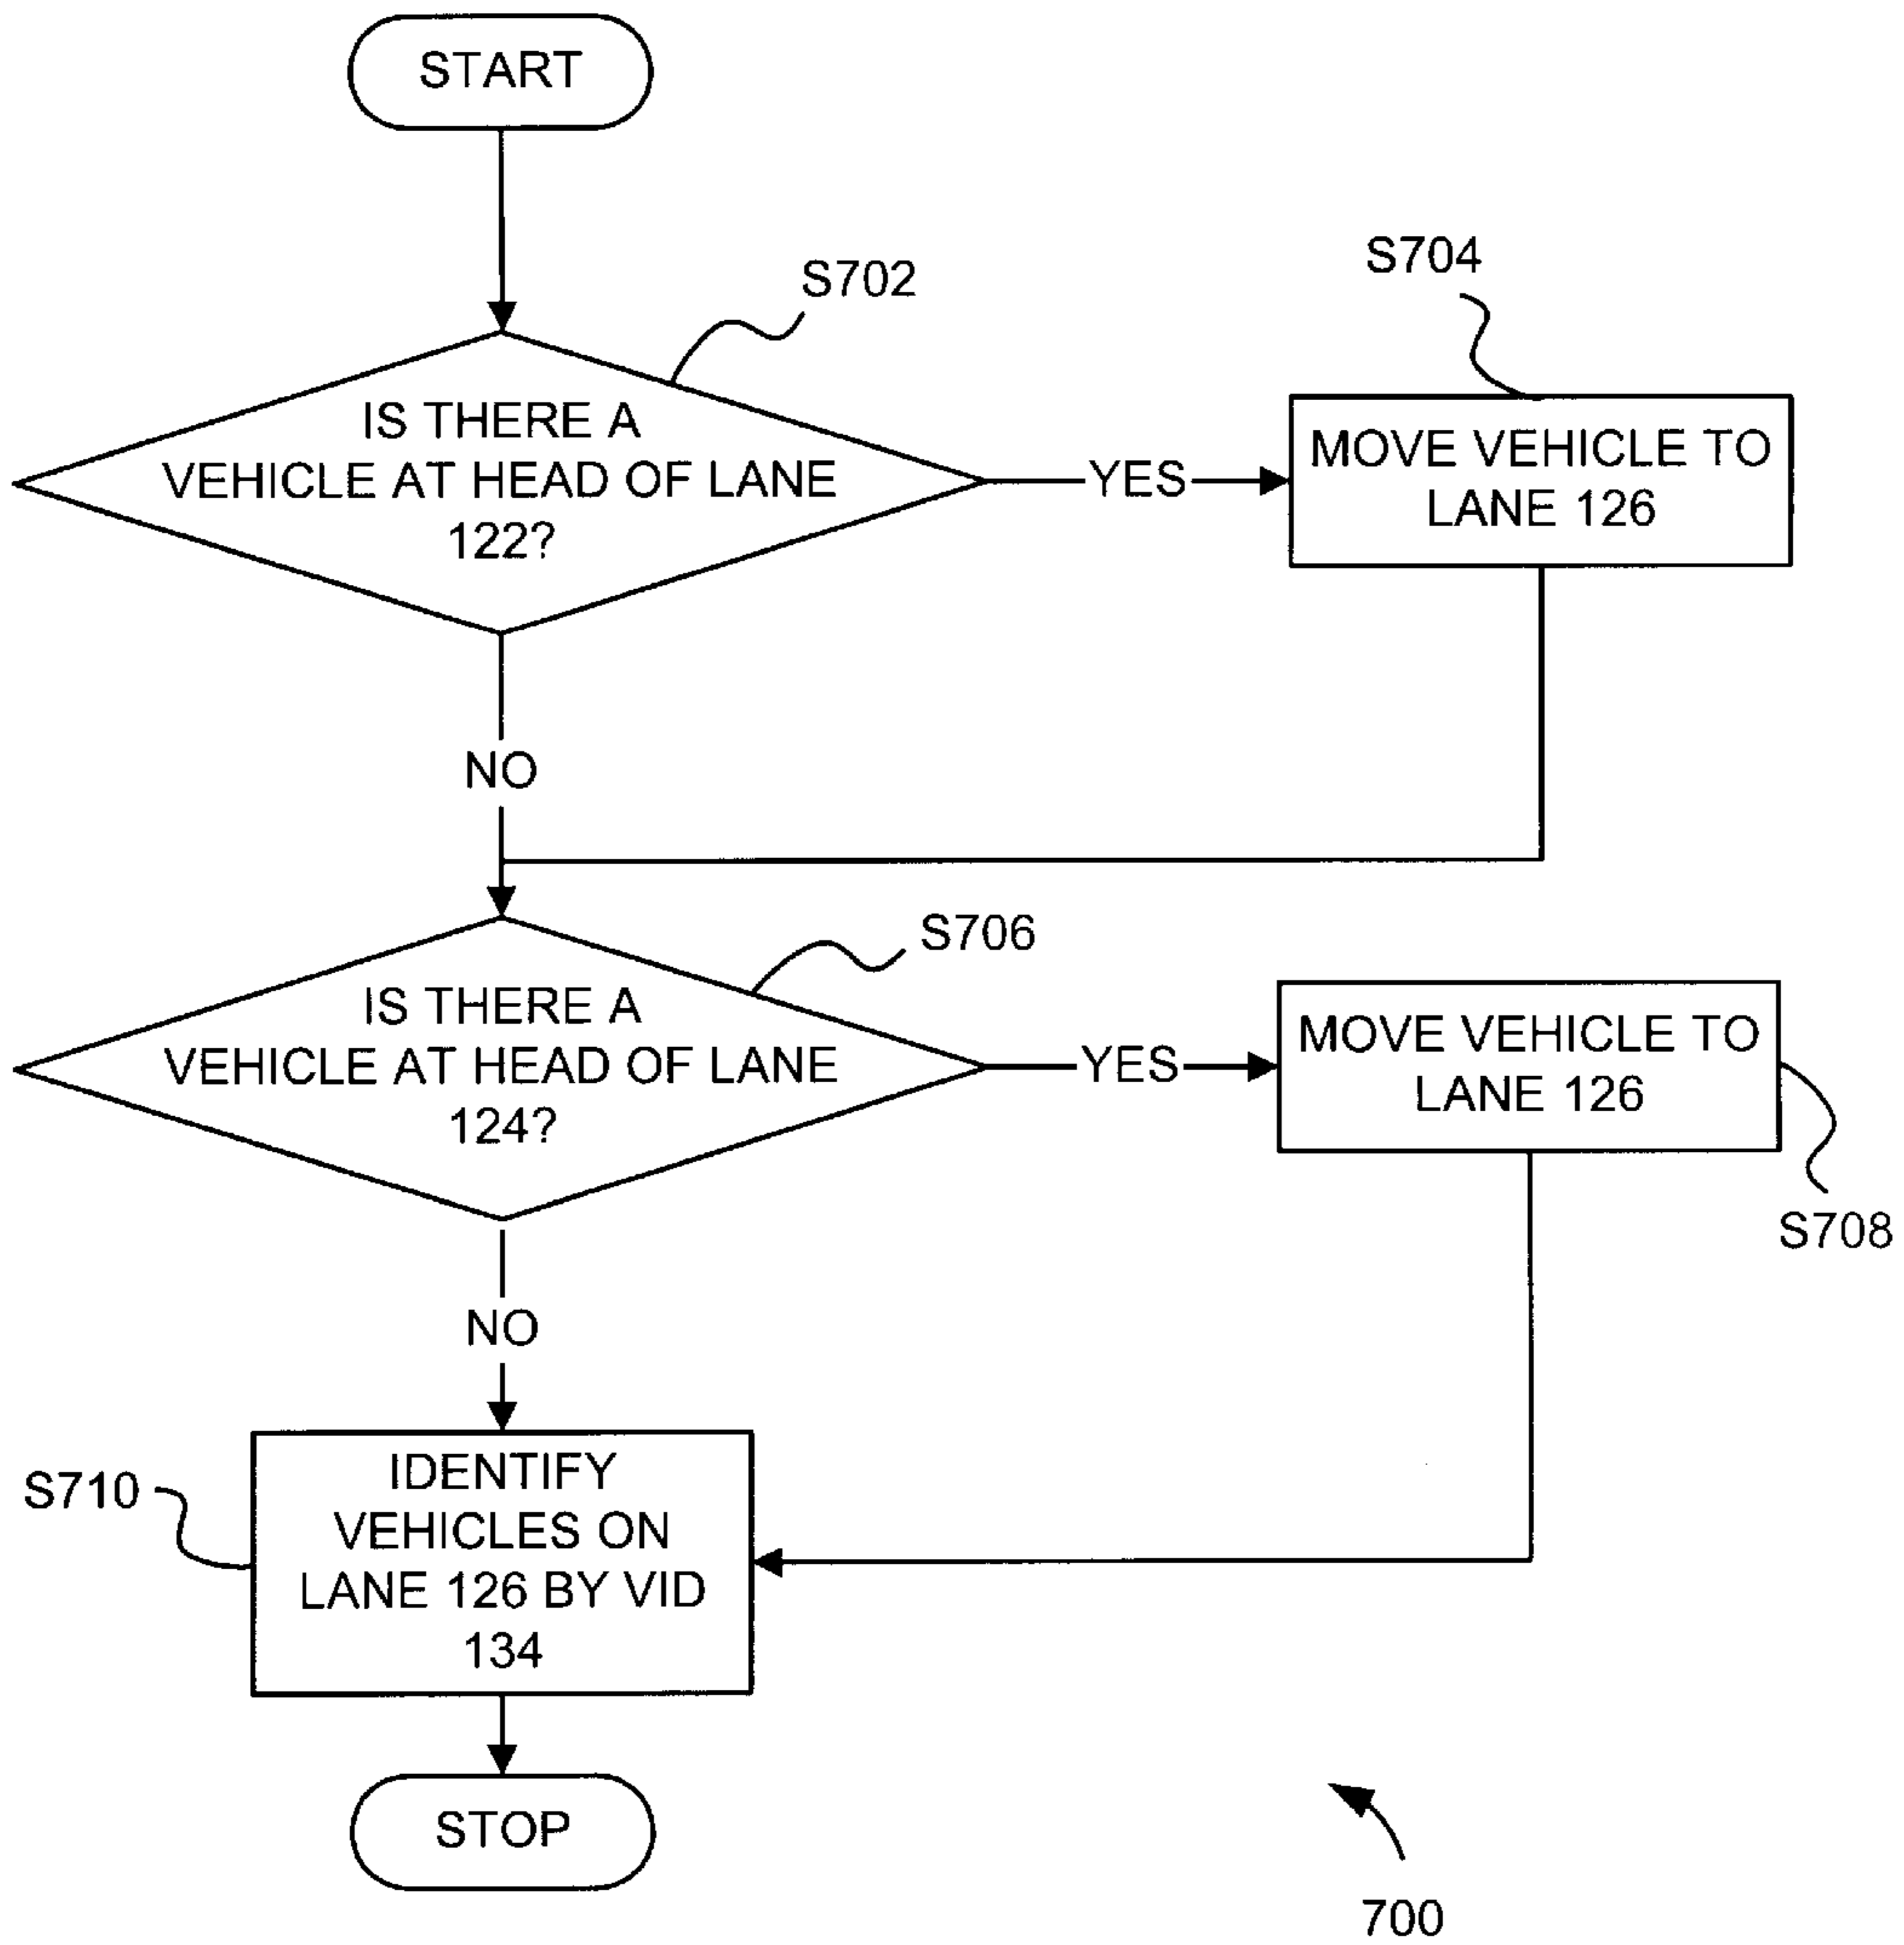 START
S702
S704
IS THERE A
VEHICLE AT HEAD OF LANE
122?
YES
MOVE VEHICLE TO
LANE 126
NO
S706
IS THERE A
VEHICLE AT HEAD OF LANE
124?
YES
MOVE VEHICLE TO
LANE 126
S708
NO
S710
IDENTIFY
VEHICLES ON
LANE 126 BY VID
134
STOP
700